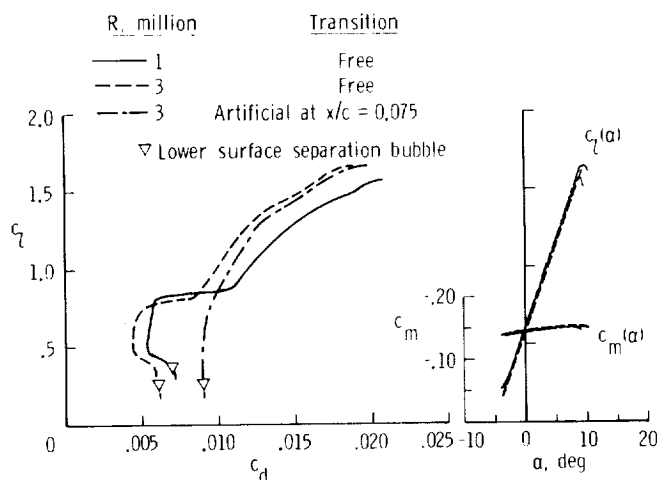 R, million Transition
1 Free
3 Free
3 Artificial at x/c = 0.075
▽ Lower surface separation bubble
2.0
1.5
c_l
1.0
.5
0
.005 .010 .015 .020 .025
c_d
c_l(α)
-.20
c_m
-.10
c_m(α)
-10 0 10 20
α, deg